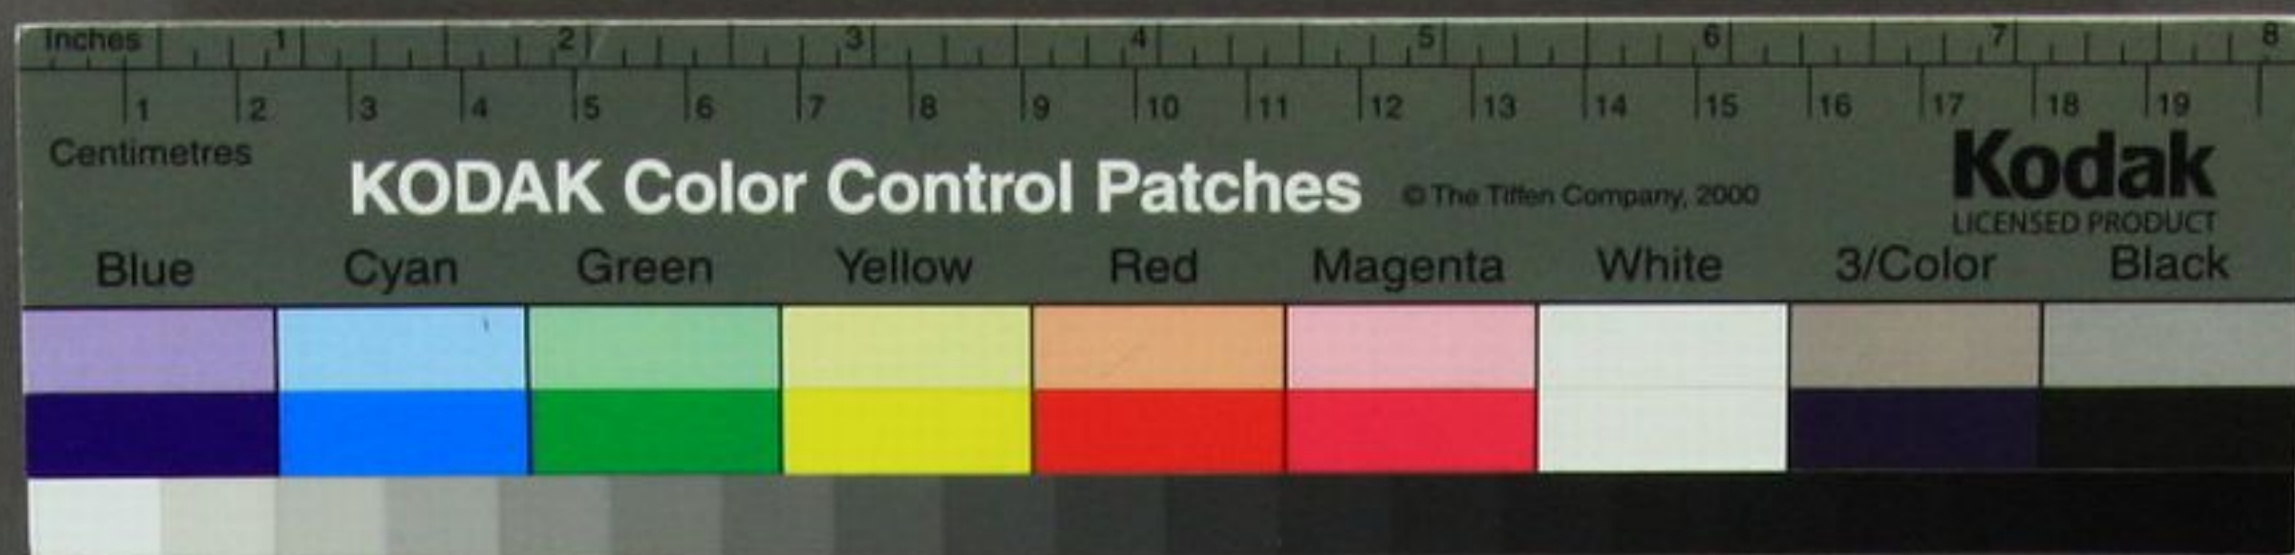 Inches 1 2 3 4 5 6 7 8
1 2 3 4 5 6 7 8 9 10 11 12 13 14 15 16 17 18 19
Centimetres
KODAK Color Control Patches © The Tiffen Company, 2000
Kodak
LICENSED PRODUCT
Blue Cyan Green Yellow Red Magenta White 3/Color Black